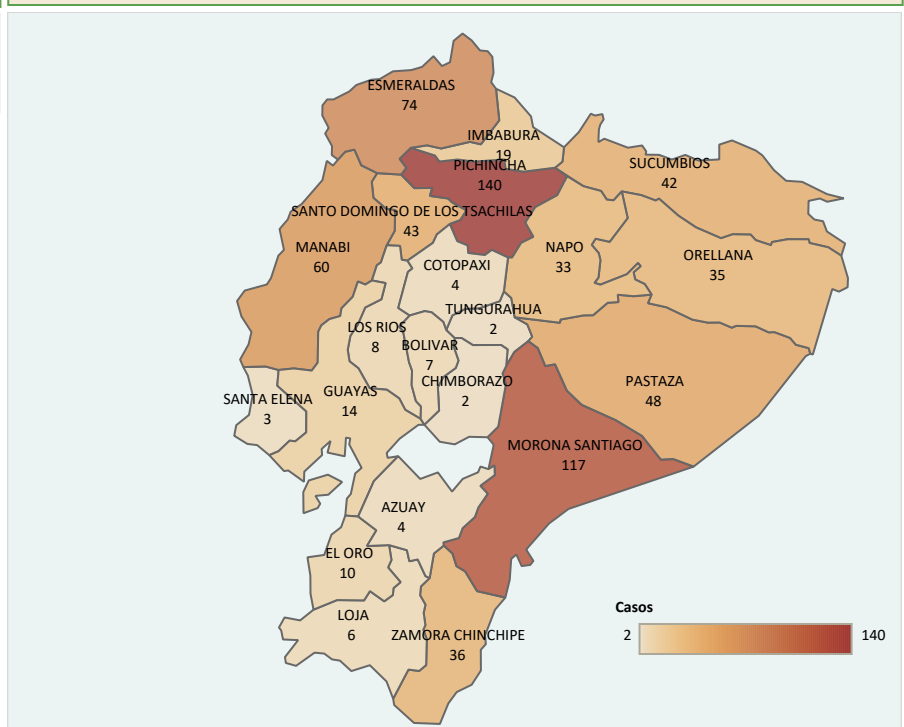 ESMERALDAS
74
IMBABURA
19
PICHINCHA
140
SUCUMBIOS
42
SANTO DOMINGO DE LOS TSACHILAS
43
MANABI
60
NAPO
33
ORELLANA
35
COTOPAXI
4
TUNGURAHUA
2
LOS RIOS
8
BOLIVAR
7
CHIMBORAZO
2
PASTAZA
48
SANTA ELENA
3
GUAYAS
14
MORONA SANTIAGO
117
AZUAY
4
EL ORO
10
LOJA
6
ZAMORA CHINCHIPE
36
Casos
2
140